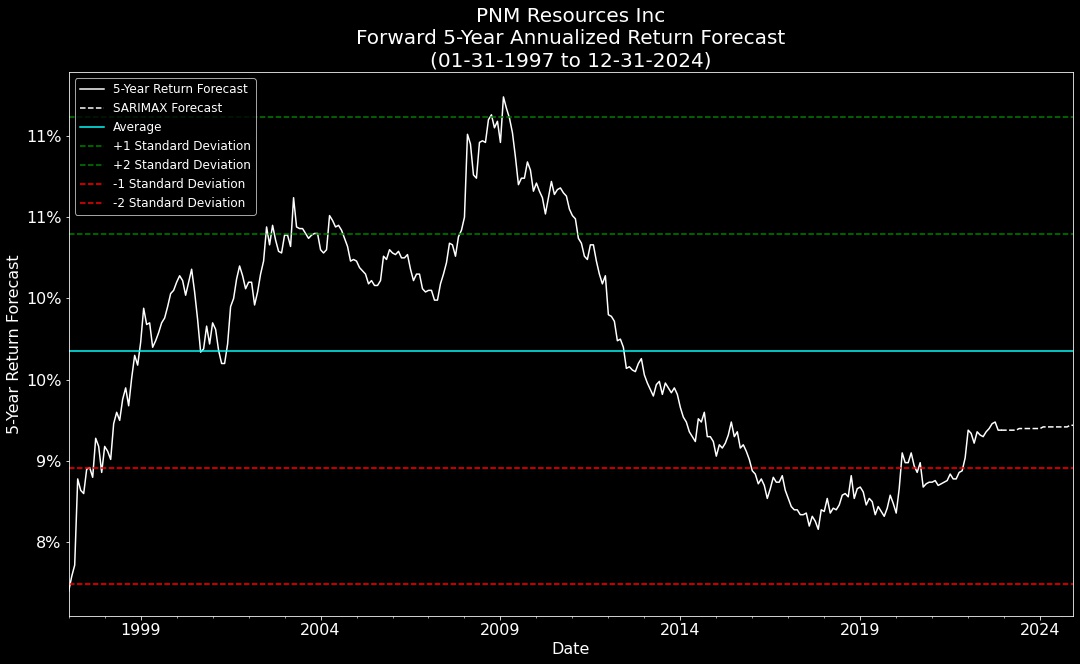 PNM Resources Inc
Forward 5-Year Annualized Return Forecast
(01-31-1997 to 12-31-2024)
5-Year Return Forecast
SARIMAX Forecast
Average
+1 Standard Deviation
+2 Standard Deviation
-1 Standard Deviation
-2 Standard Deviation
11%
11%
10%
10%
9%
8%
5-Year Return Forecast
1999
2004
2009
2014
2019
2024
Date